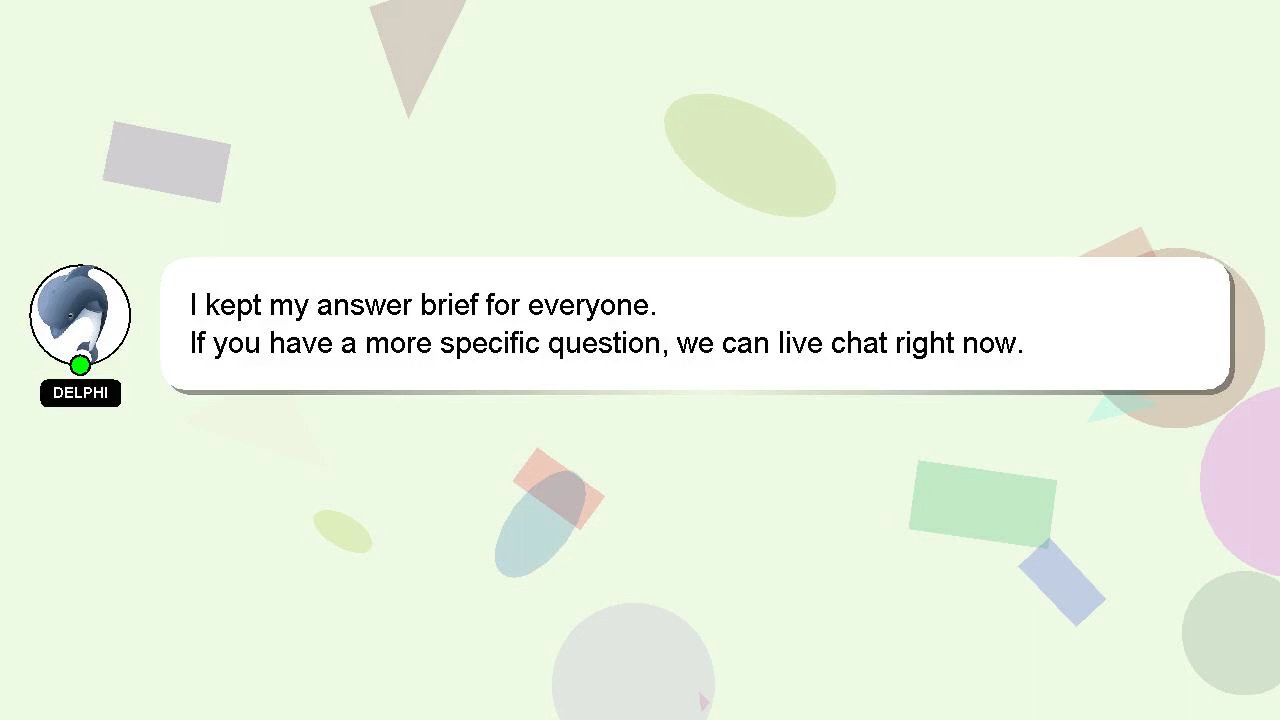 I kept my answer brief for everyone.
If you have a more specific question, we can live chat right now.
DELPHI